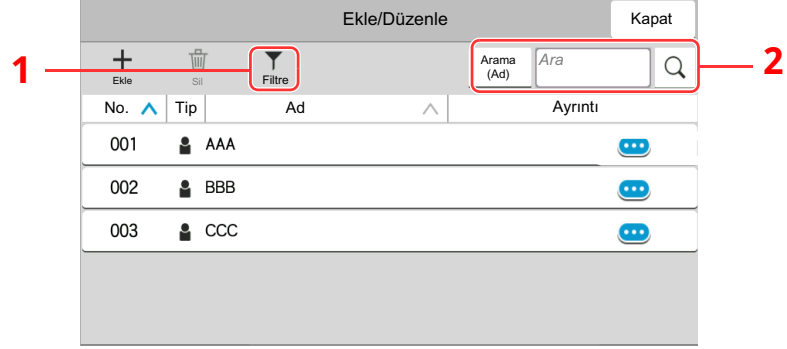 Ekle/Düzenle
Kapat
1
Ekle
Sil
Filtre
Arama
(Ad)
Ara
2
No.
Tip
Ad
Ayrıntı
001
AAA
002
BBB
003
CCC